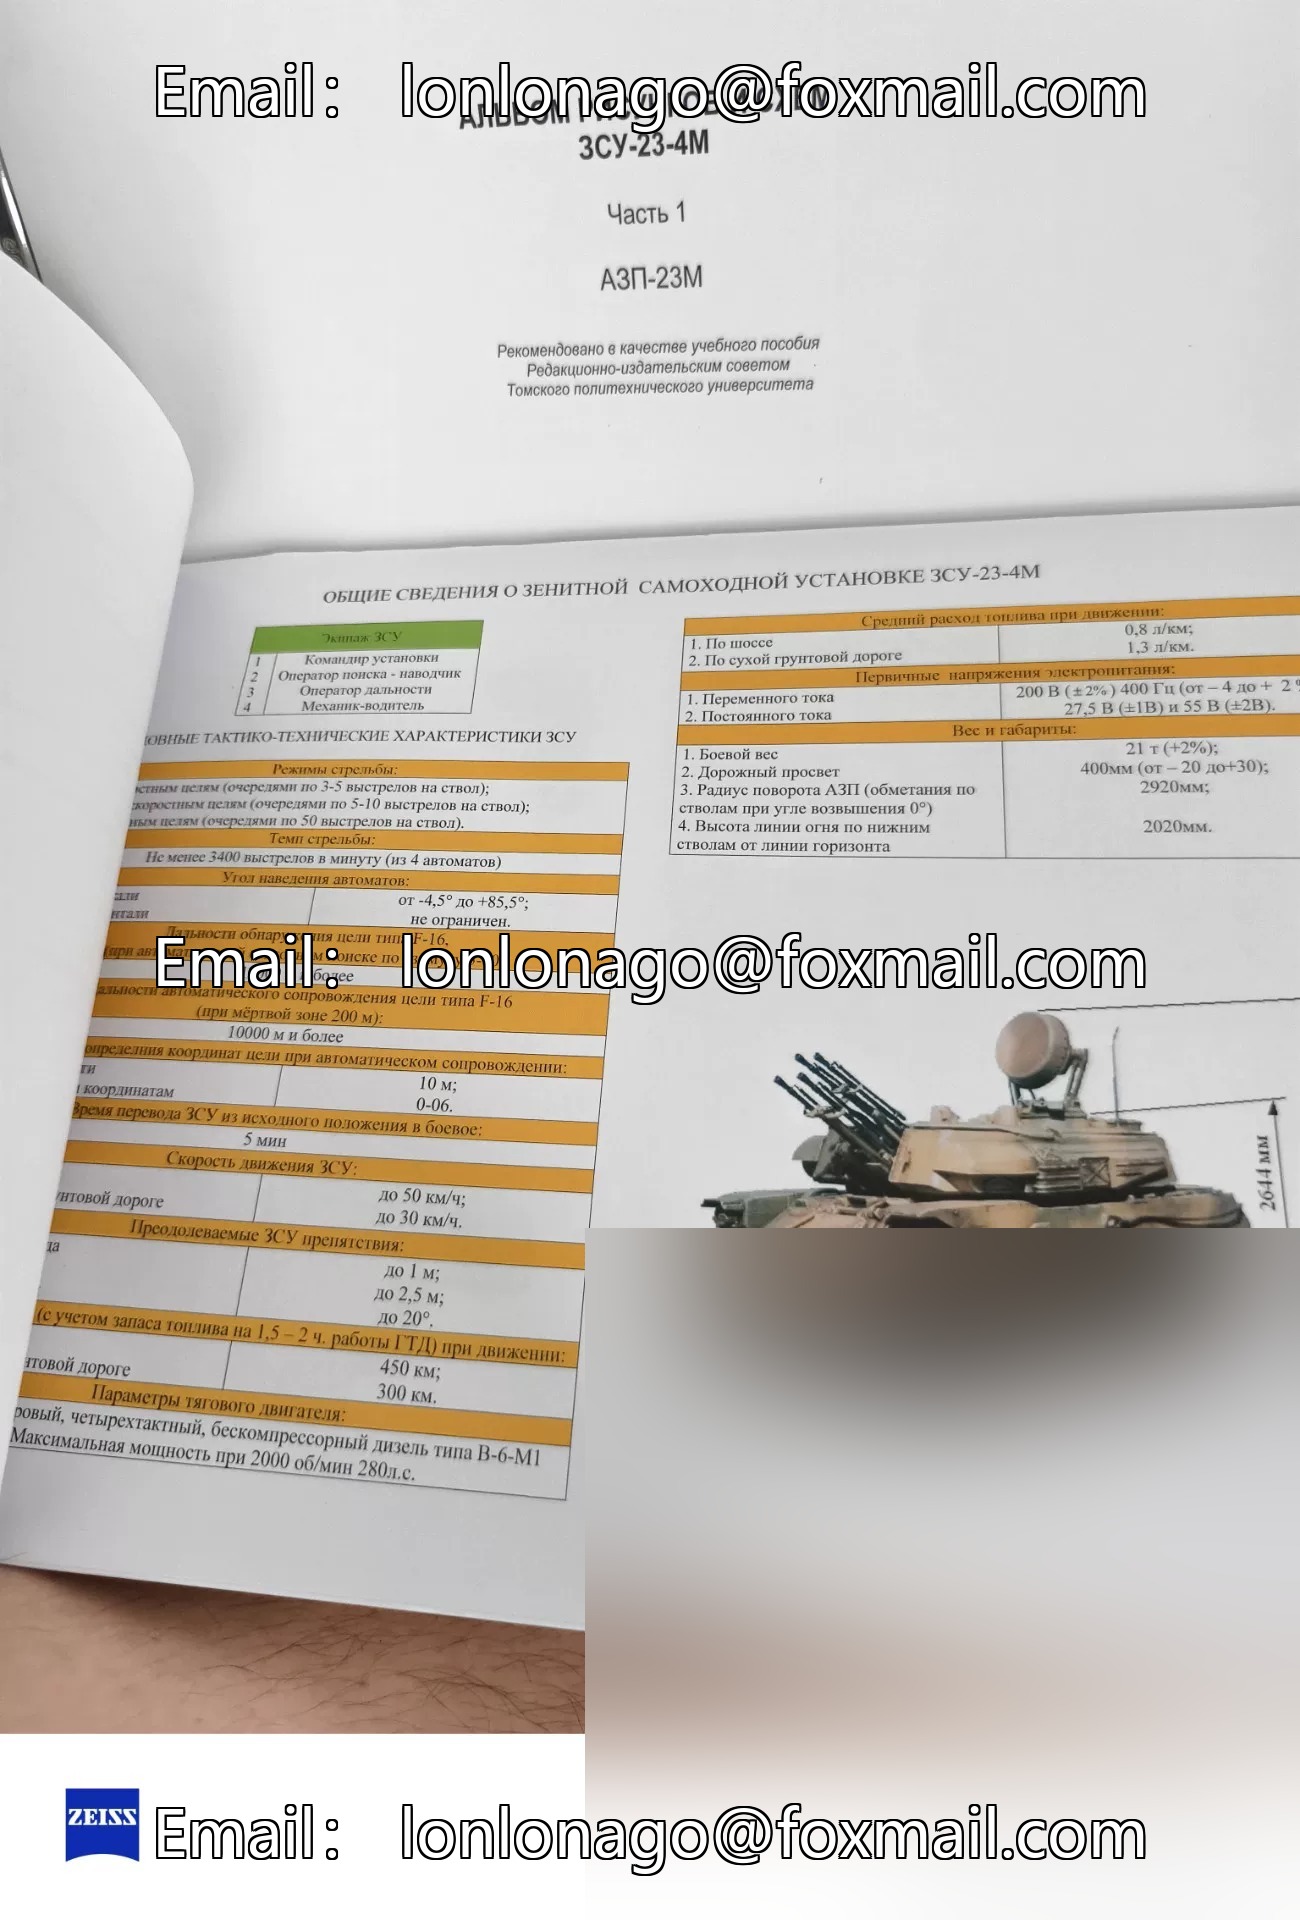 Email： lonlonago@foxmail.com
ЗСУ-23-4М
Часть 1
АЗП-23М
Рекомендовано в качестве учебного пособия
Редакционно-издательским советом
Томского политехнического университета
ОБЩИЕ СВЕДЕНИЯ О ЗЕНИТНОЙ САМОХОДНОЙ УСТАНОВКЕ ЗСУ-23-4М
Экипаж ЗСУ
1 Командир установки
2 Оператор поиска - наводчик
3 Оператор дальности
4 Механик-водитель
ТАКТИКО-ТЕХНИЧЕСКИЕ ХАРАКТЕРИСТИКИ ЗСУ
Режимы стрельбы:
целям (очередями по 3-5 выстрелов на ствол);
целям (очередями по 5-10 выстрелов на ствол);
целям (очередями по 50 выстрелов на ствол).
Темп стрельбы:
Не менее 3400 выстрелов в минуту (из 4 автоматов)
Угол наведения автоматов:
от -4,5° до +85,5°;
не ограничен.
Дальности обнаружения цели типа F-16,
Email： lonlonago@foxmail.com
более
автоматического сопровождения цели типа F-16
(при мёртвой зоне 200 м):
10000 м и более
координат цели при автоматическом сопровождении:
10 м;
координатам 0-06.
Время перевода ЗСУ из исходного положения в боевое:
5 мин
Скорость движения ЗСУ:
до 50 км/ч;
дороге до 30 км/ч.
Преодолеваемые ЗСУ препятствия:
до 1 м;
до 2,5 м;
до 20°.
(с учетом запаса топлива на 1,5 – 2 ч. работы ГТД) при движении:
450 км;
дороге 300 км.
Параметры тягового двигателя:
четырехтактный, бескомпрессорный дизель типа В-6-М1
Максимальная мощность при 2000 об/мин 280л.с.
Средний расход топлива при движении:
1. По шоссе 0,8 л/км;
2. По сухой грунтовой дороге 1,3 л/км.
Первичные напряжения электропитания:
1. Переменного тока 200 В (±2%) 400 Гц (от – 4 до + 2
2. Постоянного тока 27,5 В (±1В) и 55 В (±2В).
Вес и габариты:
1. Боевой вес 21 т (+2%);
2. Дорожный просвет 400мм (от – 20 до+30);
3. Радиус поворота АЗП (обметания по 2920мм;
стволам при угле возвышения 0°)
4. Высота линии огня по нижним 2020мм.
стволам от линии горизонта
2644 мм
ZEISS
Email： lonlonago@foxmail.com